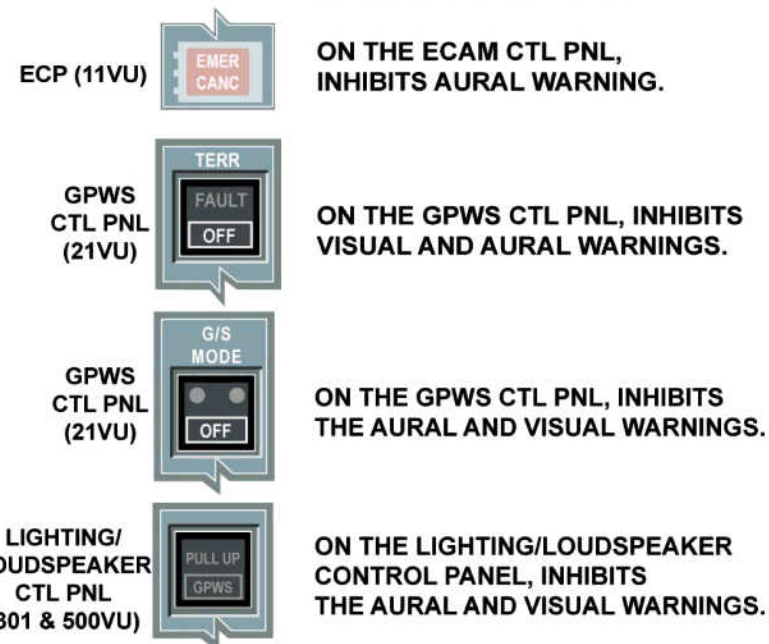 ECP (11VU)
EMER
CANC
ON THE ECAM CTL PNL,
INHIBITS AURAL WARNING.
GPWS
CTL PNL
(21VU)
TERR
FAULT
OFF
ON THE GPWS CTL PNL, INHIBITS
VISUAL AND AURAL WARNINGS.
GPWS
CTL PNL
(21VU)
G/S
MODE
OFF
ON THE GPWS CTL PNL, INHIBITS
THE AURAL AND VISUAL WARNINGS.
LIGHTING/
OUDSPEAKER
CTL PNL
301 & 500VU)
PULL UP
GPWS
ON THE LIGHTING/LOUDSPEAKER
CONTROL PANEL, INHIBITS
THE AURAL AND VISUAL WARNINGS.